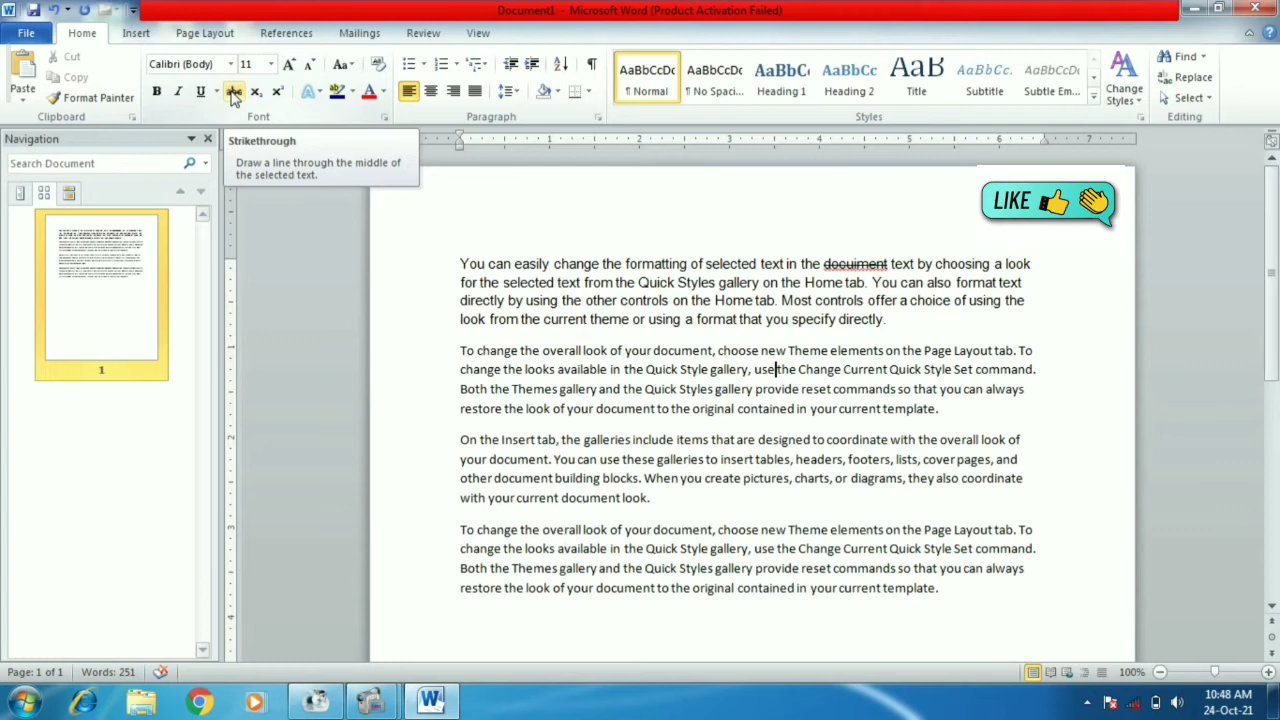 Document1 - Microsoft Word (Product Activation Failed)
File Home Insert Page Layout References Mailings Review View
Paste
Cut
Copy
Format Painter
Clipboard
Calibri (Body) 11
Font
Paragraph
AaBbCcDc AaBbCcDc AaBbC AaBbCc AaB AaBbCc. AaBbCcDc
¶ Normal ¶ No Spaci... Heading 1 Heading 2 Title Subtitle Subtle Em...
Change
Styles
Styles
Find
Replace
Select
Editing
Navigation
Search Document
Strikethrough
Draw a line through the middle of
the selected text.
1
LIKE
You can easily change the formatting of selected text in the docuiment text by choosing a look
for the selected text from the Quick Styles gallery on the Home tab. You can also format text
directly by using the other controls on the Home tab. Most controls offer a choice of using the
look from the current theme or using a format that you specify directly.
To change the overall look of your document, choose new Theme elements on the Page Layout tab. To
change the looks available in the Quick Style gallery, use the Change Current Quick Style Set command.
Both the Themes gallery and the Quick Styles gallery provide reset commands so that you can always
restore the look of your document to the original contained in your current template.
On the Insert tab, the galleries include items that are designed to coordinate with the overall look of
your document. You can use these galleries to insert tables, headers, footers, lists, cover pages, and
other document building blocks. When you create pictures, charts, or diagrams, they also coordinate
with your current document look.
To change the overall look of your document, choose new Theme elements on the Page Layout tab. To
change the looks available in the Quick Style gallery, use the Change Current Quick Style Set command.
Both the Themes gallery and the Quick Styles gallery provide reset commands so that you can always
restore the look of your document to the original contained in your current template.
Page: 1 of 1 Words: 251
100%
10:48 AM
24-Oct-21